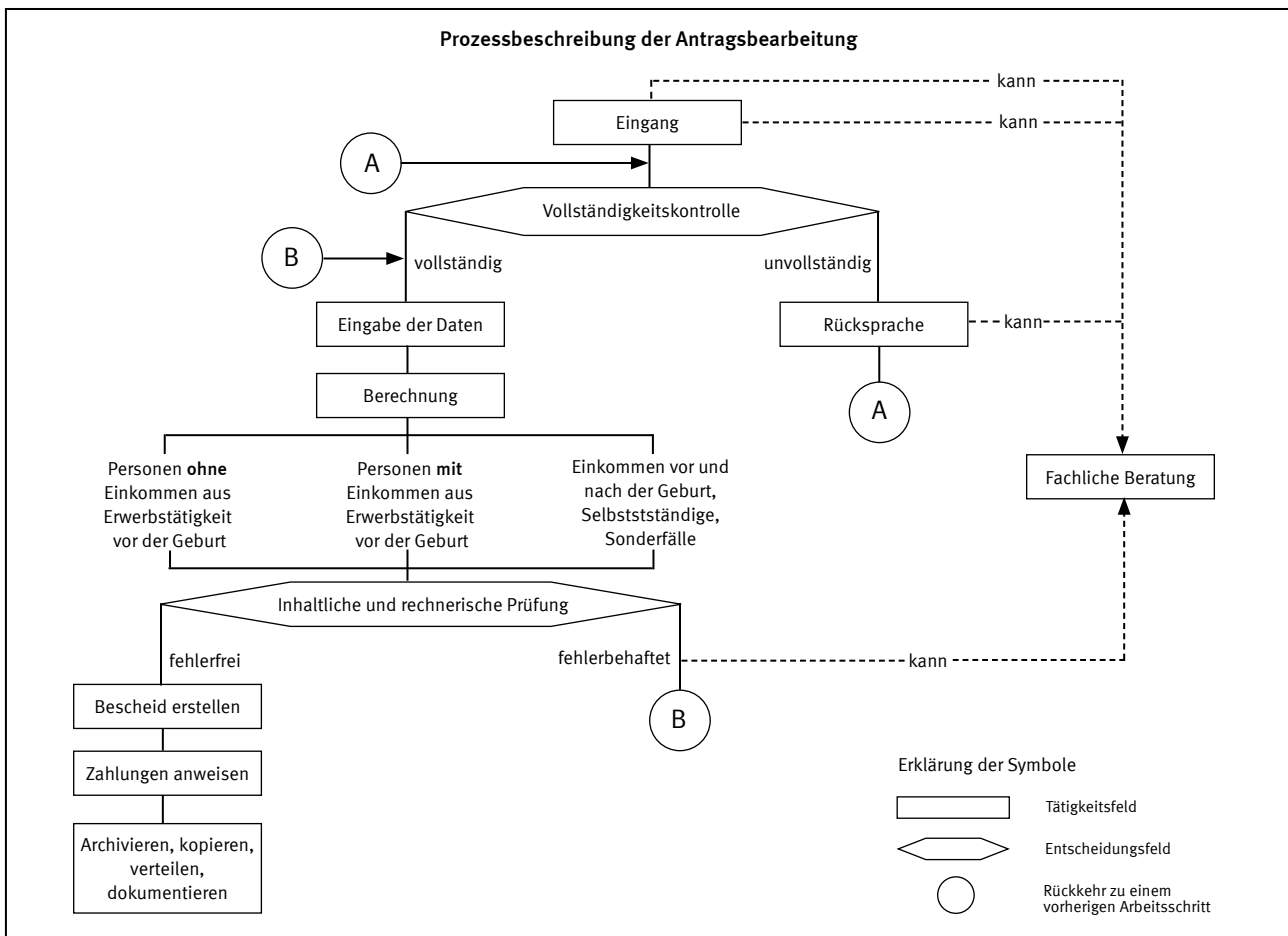 Prozessbeschreibung der Antragsbearbeitung
kann
Eingang
kann
A
Vollständigkeitskontrolle
B
vollständig
unvollständig
Eingabe der Daten
Rücksprache
kann
Berechnung
A
Personen ohne
Einkommen aus
Erwerbstätigkeit
vor der Geburt
Personen mit
Einkommen aus
Erwerbstätigkeit
vor der Geburt
Einkommen vor und
nach der Geburt,
Selbstständige,
Sonderfälle
Fachliche Beratung
Inhaltliche und rechnerische Prüfung
fehlerfrei
fehlerbehaftet
kann
Bescheid erstellen
B
Zahlungen anweisen
Archivieren, kopieren,
verteilen,
dokumentieren
Erklärung der Symbole
Tätigkeitsfeld
Entscheidungsfeld
Rückkehr zu einem
vorherigen Arbeitsschritt